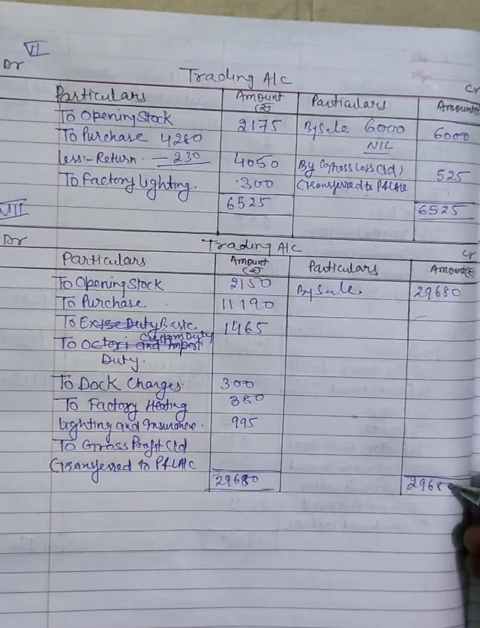 VI
Dr Trading A/c Cr
Particulars Amount (₹) Particulars Amount
To Opening Stock 2175 By Sale 6000 6000
To Purchase 4280 NIL
Less:- Return. - 230 4050 By Gross Loss (c/d) 525
To Factory Lighting. 300 (transferred to P&L A/c
6525 6525
VII
Dr Trading A/c Cr
Particulars Amount (₹) Particulars Amount(₹)
To Opening Stock 2150 By Sale 29680
To Purchase 11190
To Excise Duty Basic 1465
Custom Duty
To Octroi and Import
Duty.
To Dock Charges. 300
To Factory Heating 380
Lighting and Insurance. 995
To Gross Profit C/d
(transferred to P&L A/c
29680 2968